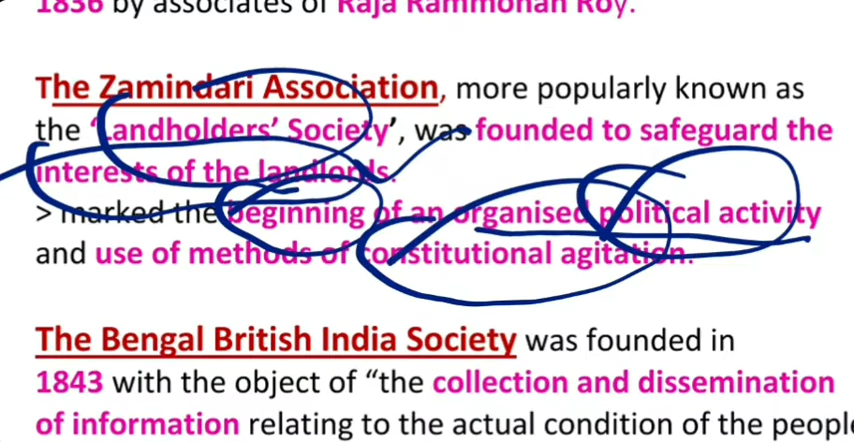 1836 by associates of Raja Rammohan Roy.
The Zamindari Association, more popularly known as
the ‘Landholders’ Society’, was founded to safeguard the
interests of the landlords.
> marked the beginning of an organised political activity
and use of methods of constitutional agitation.
The Bengal British India Society was founded in
1843 with the object of “the collection and dissemination
of information relating to the actual condition of the people